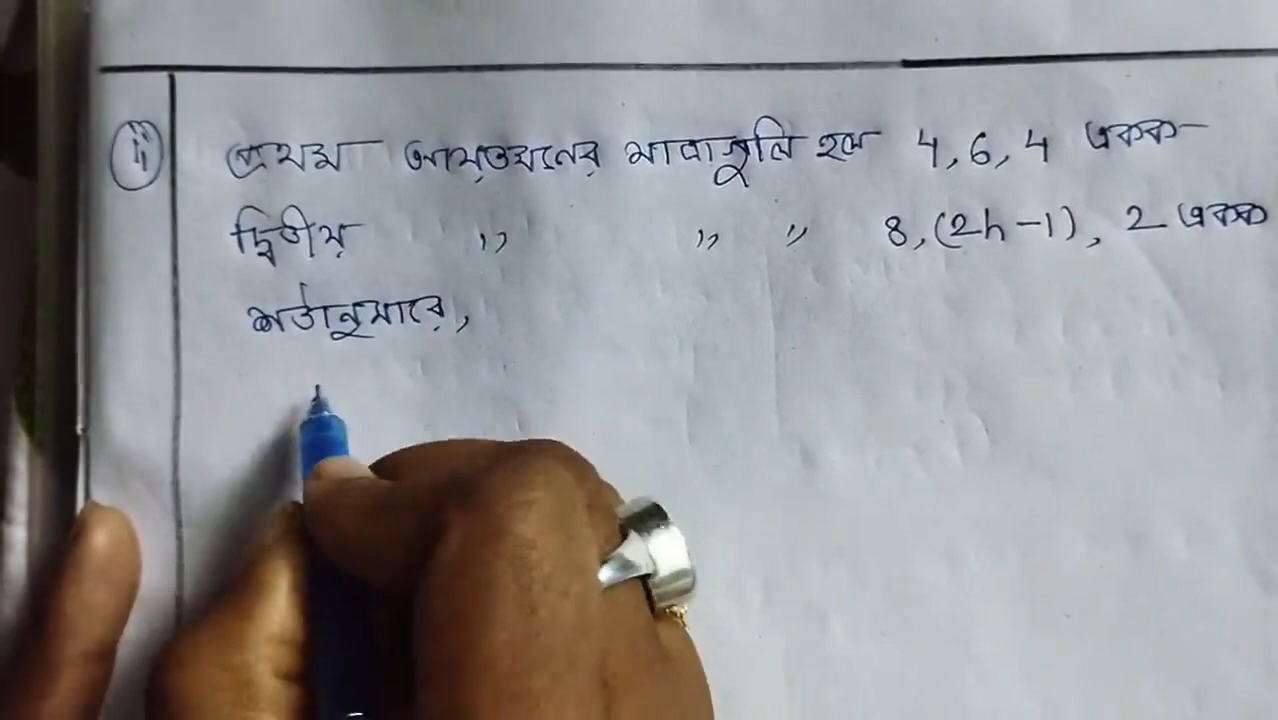 ii
প্রথম আয়তঘনের মাত্রাগুলি হল 4, 6, 4 একক
দ্বিতীয় ,, ,, ,, 8, (2h-1), 2 একক
শর্তানুসারে,